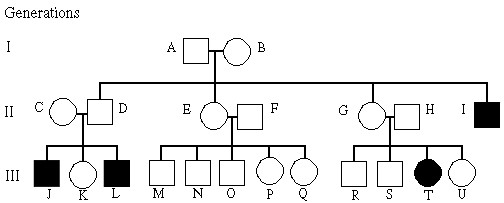 Generations
I A B
II C D E F G H I
III
J K L M N O P Q R S T U